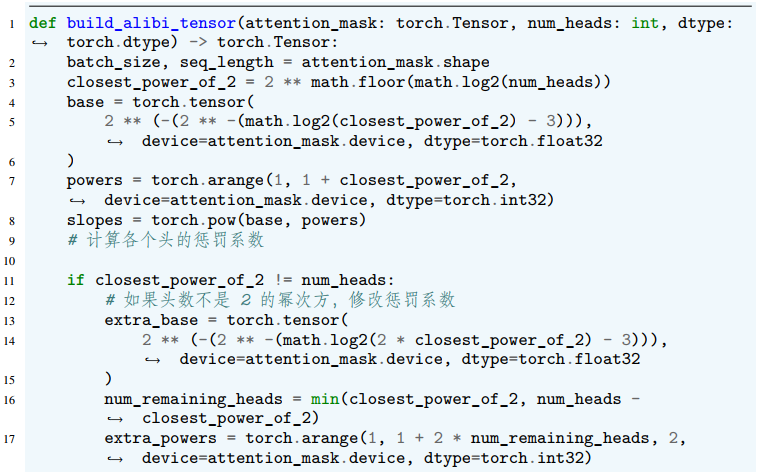 1 def build_alibi_tensor(attention_mask: torch.Tensor, num_heads: int, dtype:
↪ torch.dtype) -> torch.Tensor:
2 batch_size, seq_length = attention_mask.shape
3 closest_power_of_2 = 2 ** math.floor(math.log2(num_heads))
4 base = torch.tensor(
5 2 ** (-(2 ** -(math.log2(closest_power_of_2) - 3))),
↪ device=attention_mask.device, dtype=torch.float32
6 )
7 powers = torch.arange(1, 1 + closest_power_of_2,
↪ device=attention_mask.device, dtype=torch.int32)
8 slopes = torch.pow(base, powers)
9 # 计算各个头的惩罚系数
10
11 if closest_power_of_2 != num_heads:
12 # 如果头数不是 2 的幂次方，修改惩罚系数
13 extra_base = torch.tensor(
14 2 ** (-(2 ** -(math.log2(2 * closest_power_of_2) - 3))),
↪ device=attention_mask.device, dtype=torch.float32
15 )
16 num_remaining_heads = min(closest_power_of_2, num_heads -
↪ closest_power_of_2)
17 extra_powers = torch.arange(1, 1 + 2 * num_remaining_heads, 2,
↪ device=attention_mask.device, dtype=torch.int32)